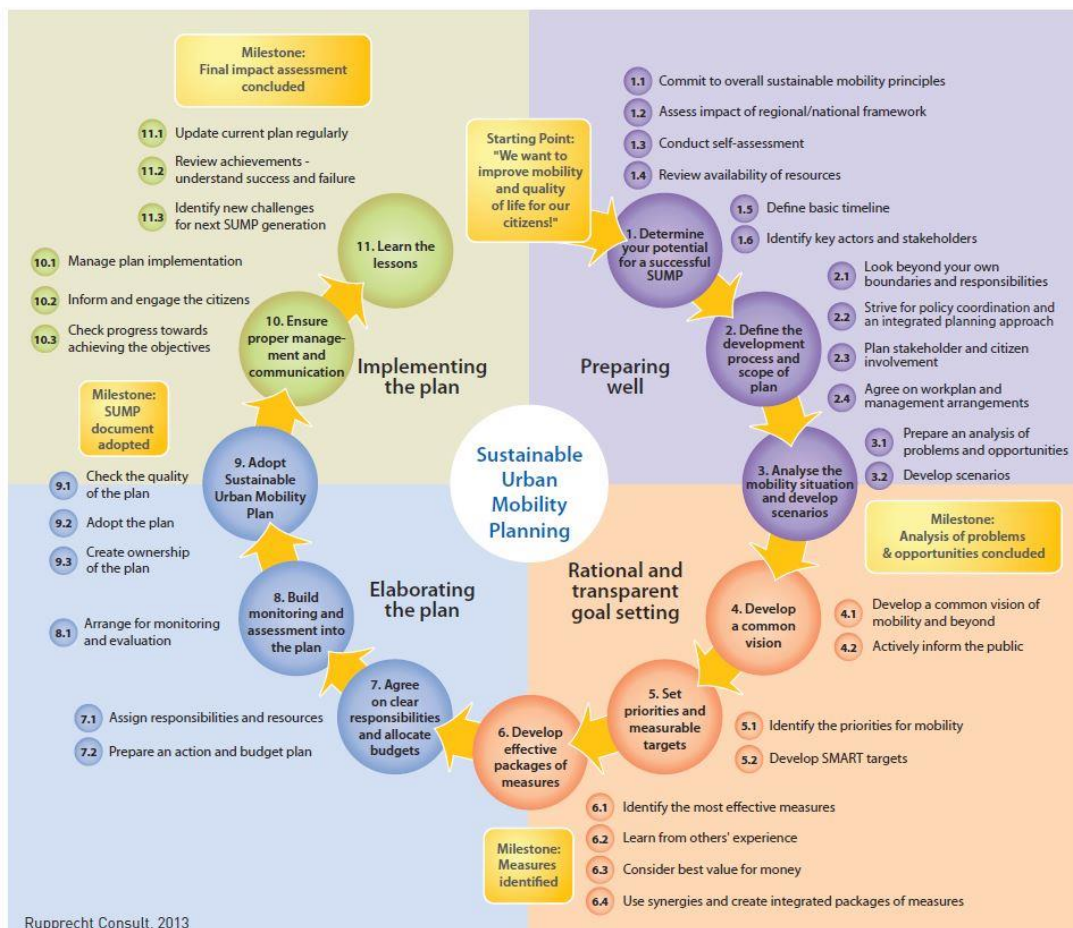 Starting Point:
"We want to
improve mobility
and quality
of life for our
citizens!"
1.1 Commit to overall sustainable mobility principles
1.2 Assess impact of regional/national framework
1.3 Conduct self-assessment
1.4 Review availability of resources
1.5 Define basic timeline
1.6 Identify key actors and stakeholders
1. Determine
your potential
for a successful
SUMP
2.1 Look beyond your own
boundaries and responsibilities
2.2 Strive for policy coordination and
an integrated planning approach
2.3 Plan stakeholder and citizen
involvement
2.4 Agree on workplan and
management arrangements
2. Define the
development
process and
scope of
plan
Preparing
well
3.1 Prepare an analysis of
problems and opportunities
3.2 Develop scenarios
3. Analyse the
mobility situation
and develop
scenarios
Milestone:
Analysis of problems
& opportunities concluded
Sustainable
Urban
Mobility
Planning
Rational and
transparent
goal setting
4. Develop
a common
vision
4.1 Develop a common vision of
mobility and beyond
4.2 Actively inform the public
5. Set
priorities and
measurable
targets
5.1 Identify the priorities for mobility
5.2 Develop SMART targets
6. Develop
effective
packages of
measures
6.1 Identify the most effective measures
6.2 Learn from others' experience
6.3 Consider best value for money
6.4 Use synergies and create integrated packages of measures
Milestone:
Measures
identified
Elaborating
the plan
7. Agree
on clear
responsibilities
and allocate
budgets
7.1 Assign responsibilities and resources
7.2 Prepare an action and budget plan
8. Build
monitoring and
assessment into
the plan
8.1 Arrange for monitoring
and evaluation
9. Adopt
Sustainable
Urban Mobility
Plan
9.1 Check the quality
of the plan
9.2 Adopt the plan
9.3 Create ownership
of the plan
Milestone:
SUMP
document
adopted
Implementing
the plan
10. Ensure
proper manage-
ment and
communication
10.1 Manage plan implementation
10.2 Inform and engage the citizens
10.3 Check progress towards
achieving the objectives
11. Learn the
lessons
11.1 Update current plan regularly
11.2 Review achievements -
understand success and failure
11.3 Identify new challenges
for next SUMP generation
Milestone:
Final impact assessment
concluded
Rupprecht Consult, 2013